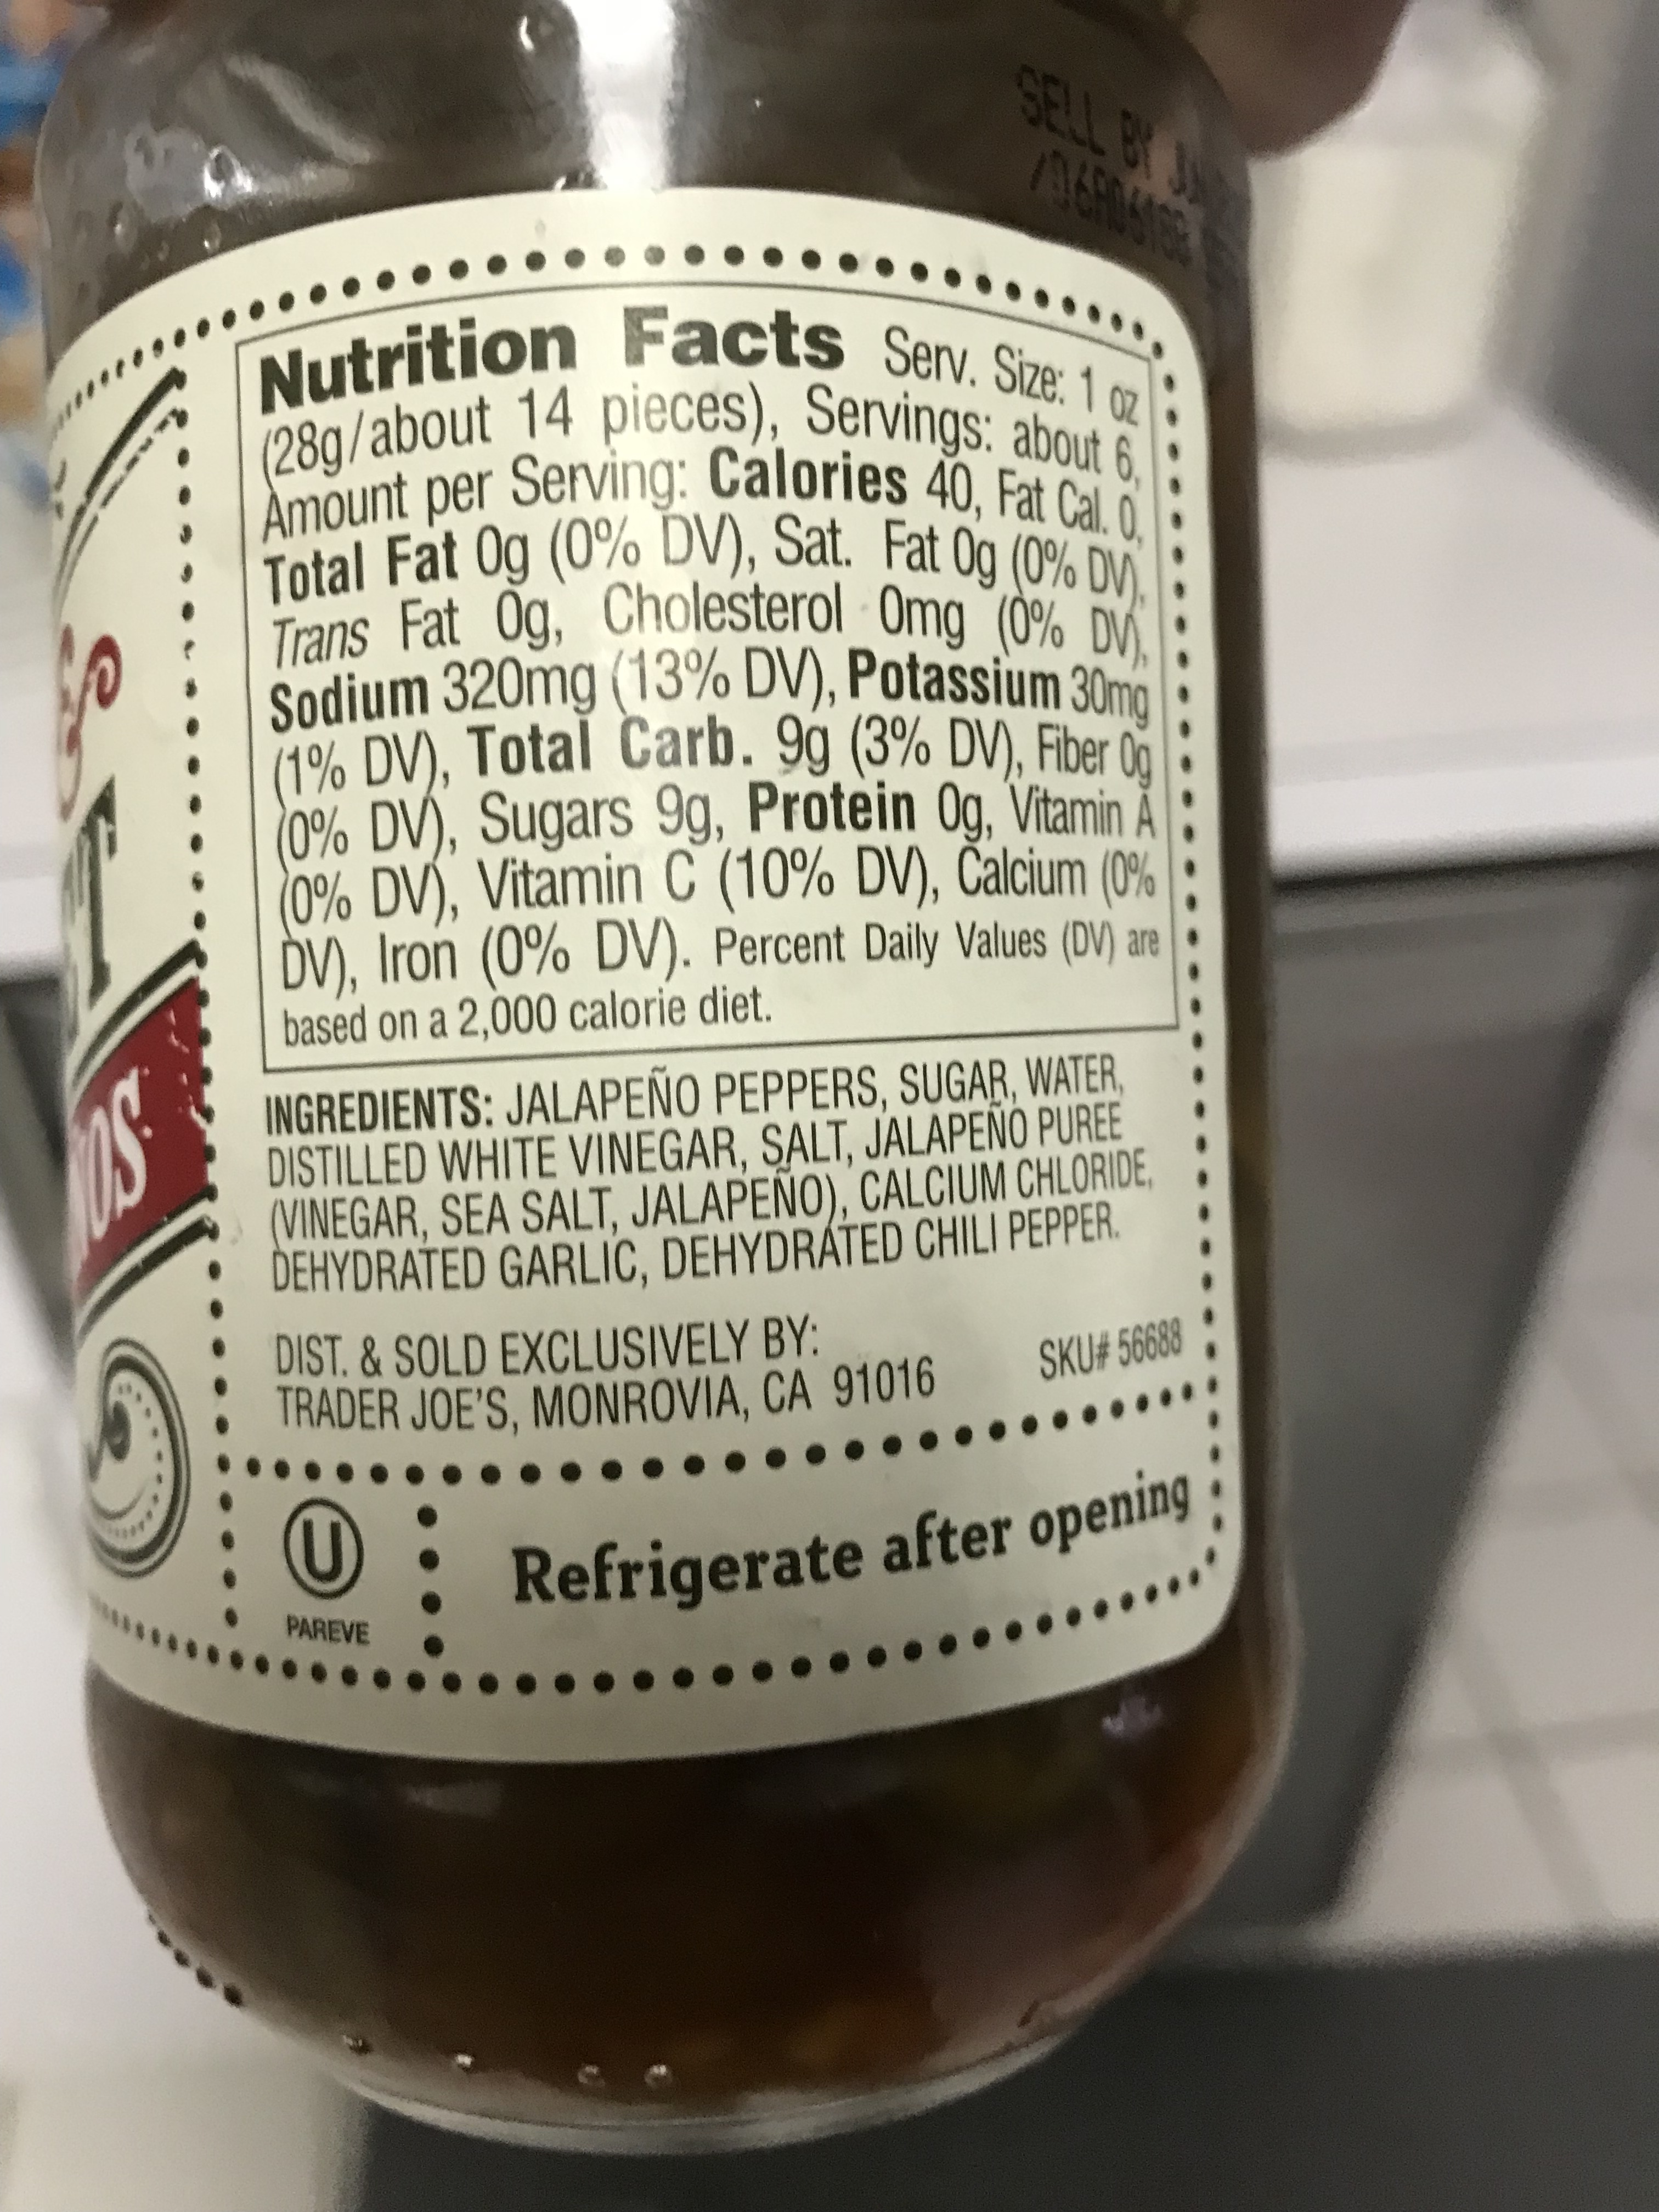 SELL BY
&
T
OS
Nutrition Facts Serv. Size: 1 oz
(28g/about 14 pieces), Servings: about 6,
Amount per Serving: Calories 40, Fat Cal. 0,
Total Fat 0g (0% DV), Sat. Fat 0g (0% DV),
Trans Fat 0g, Cholesterol 0mg (0% DV),
Sodium 320mg (13% DV), Potassium 30mg
(1% DV), Total Carb. 9g (3% DV), Fiber 0g
(0% DV), Sugars 9g, Protein 0g, Vitamin A
(0% DV), Vitamin C (10% DV), Calcium (0%
DV), Iron (0% DV). Percent Daily Values (DV) are
based on a 2,000 calorie diet.
INGREDIENTS: JALAPEÑO PEPPERS, SUGAR, WATER,
DISTILLED WHITE VINEGAR, SALT, JALAPEÑO PUREE
(VINEGAR, SEA SALT, JALAPEÑO), CALCIUM CHLORIDE,
DEHYDRATED GARLIC, DEHYDRATED CHILI PEPPER.
DIST. & SOLD EXCLUSIVELY BY:
TRADER JOE'S, MONROVIA, CA 91016
SKU# 56688
U
PAREVE
Refrigerate after opening